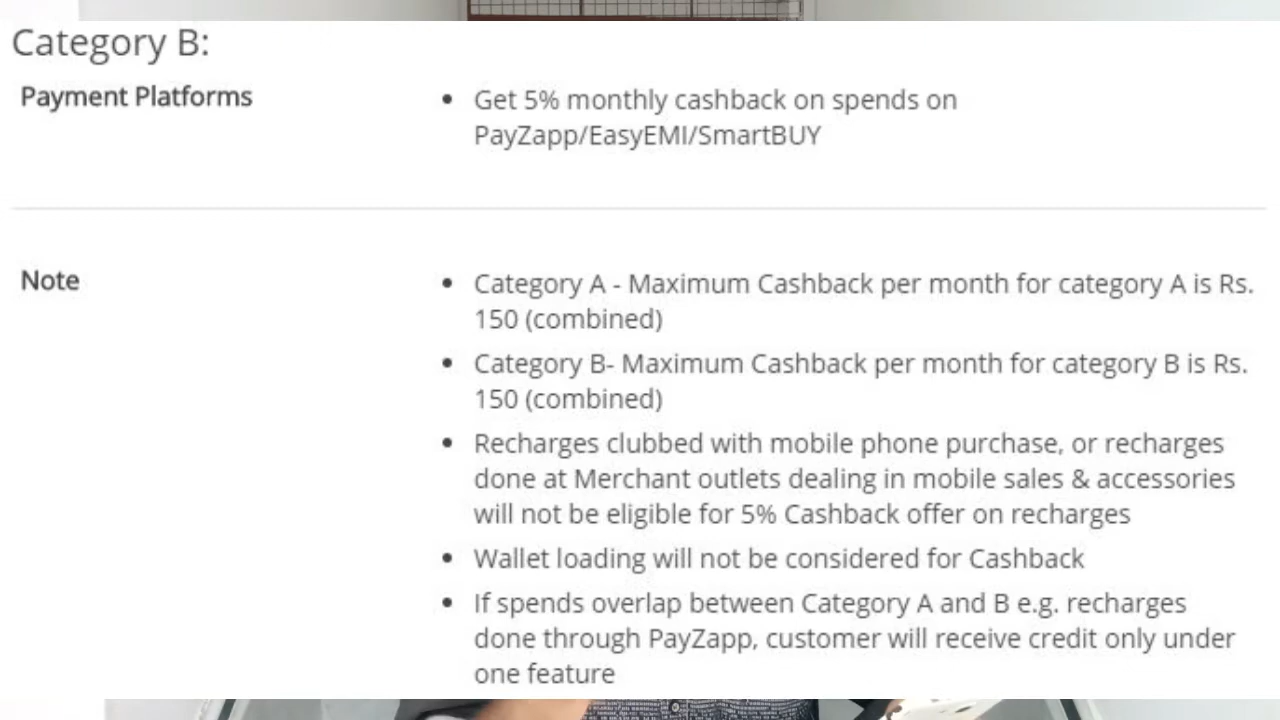 Category B:
Payment Platforms
Get 5% monthly cashback on spends on
PayZapp/EasyEMI/SmartBUY
Note
Category A - Maximum Cashback per month for category A is Rs.
150 (combined)
Category B- Maximum Cashback per month for category B is Rs.
150 (combined)
Recharges clubbed with mobile phone purchase, or recharges
done at Merchant outlets dealing in mobile sales & accessories
will not be eligible for 5% Cashback offer on recharges
Wallet loading will not be considered for Cashback
If spends overlap between Category A and B e.g. recharges
done through PayZapp, customer will receive credit only under
one feature